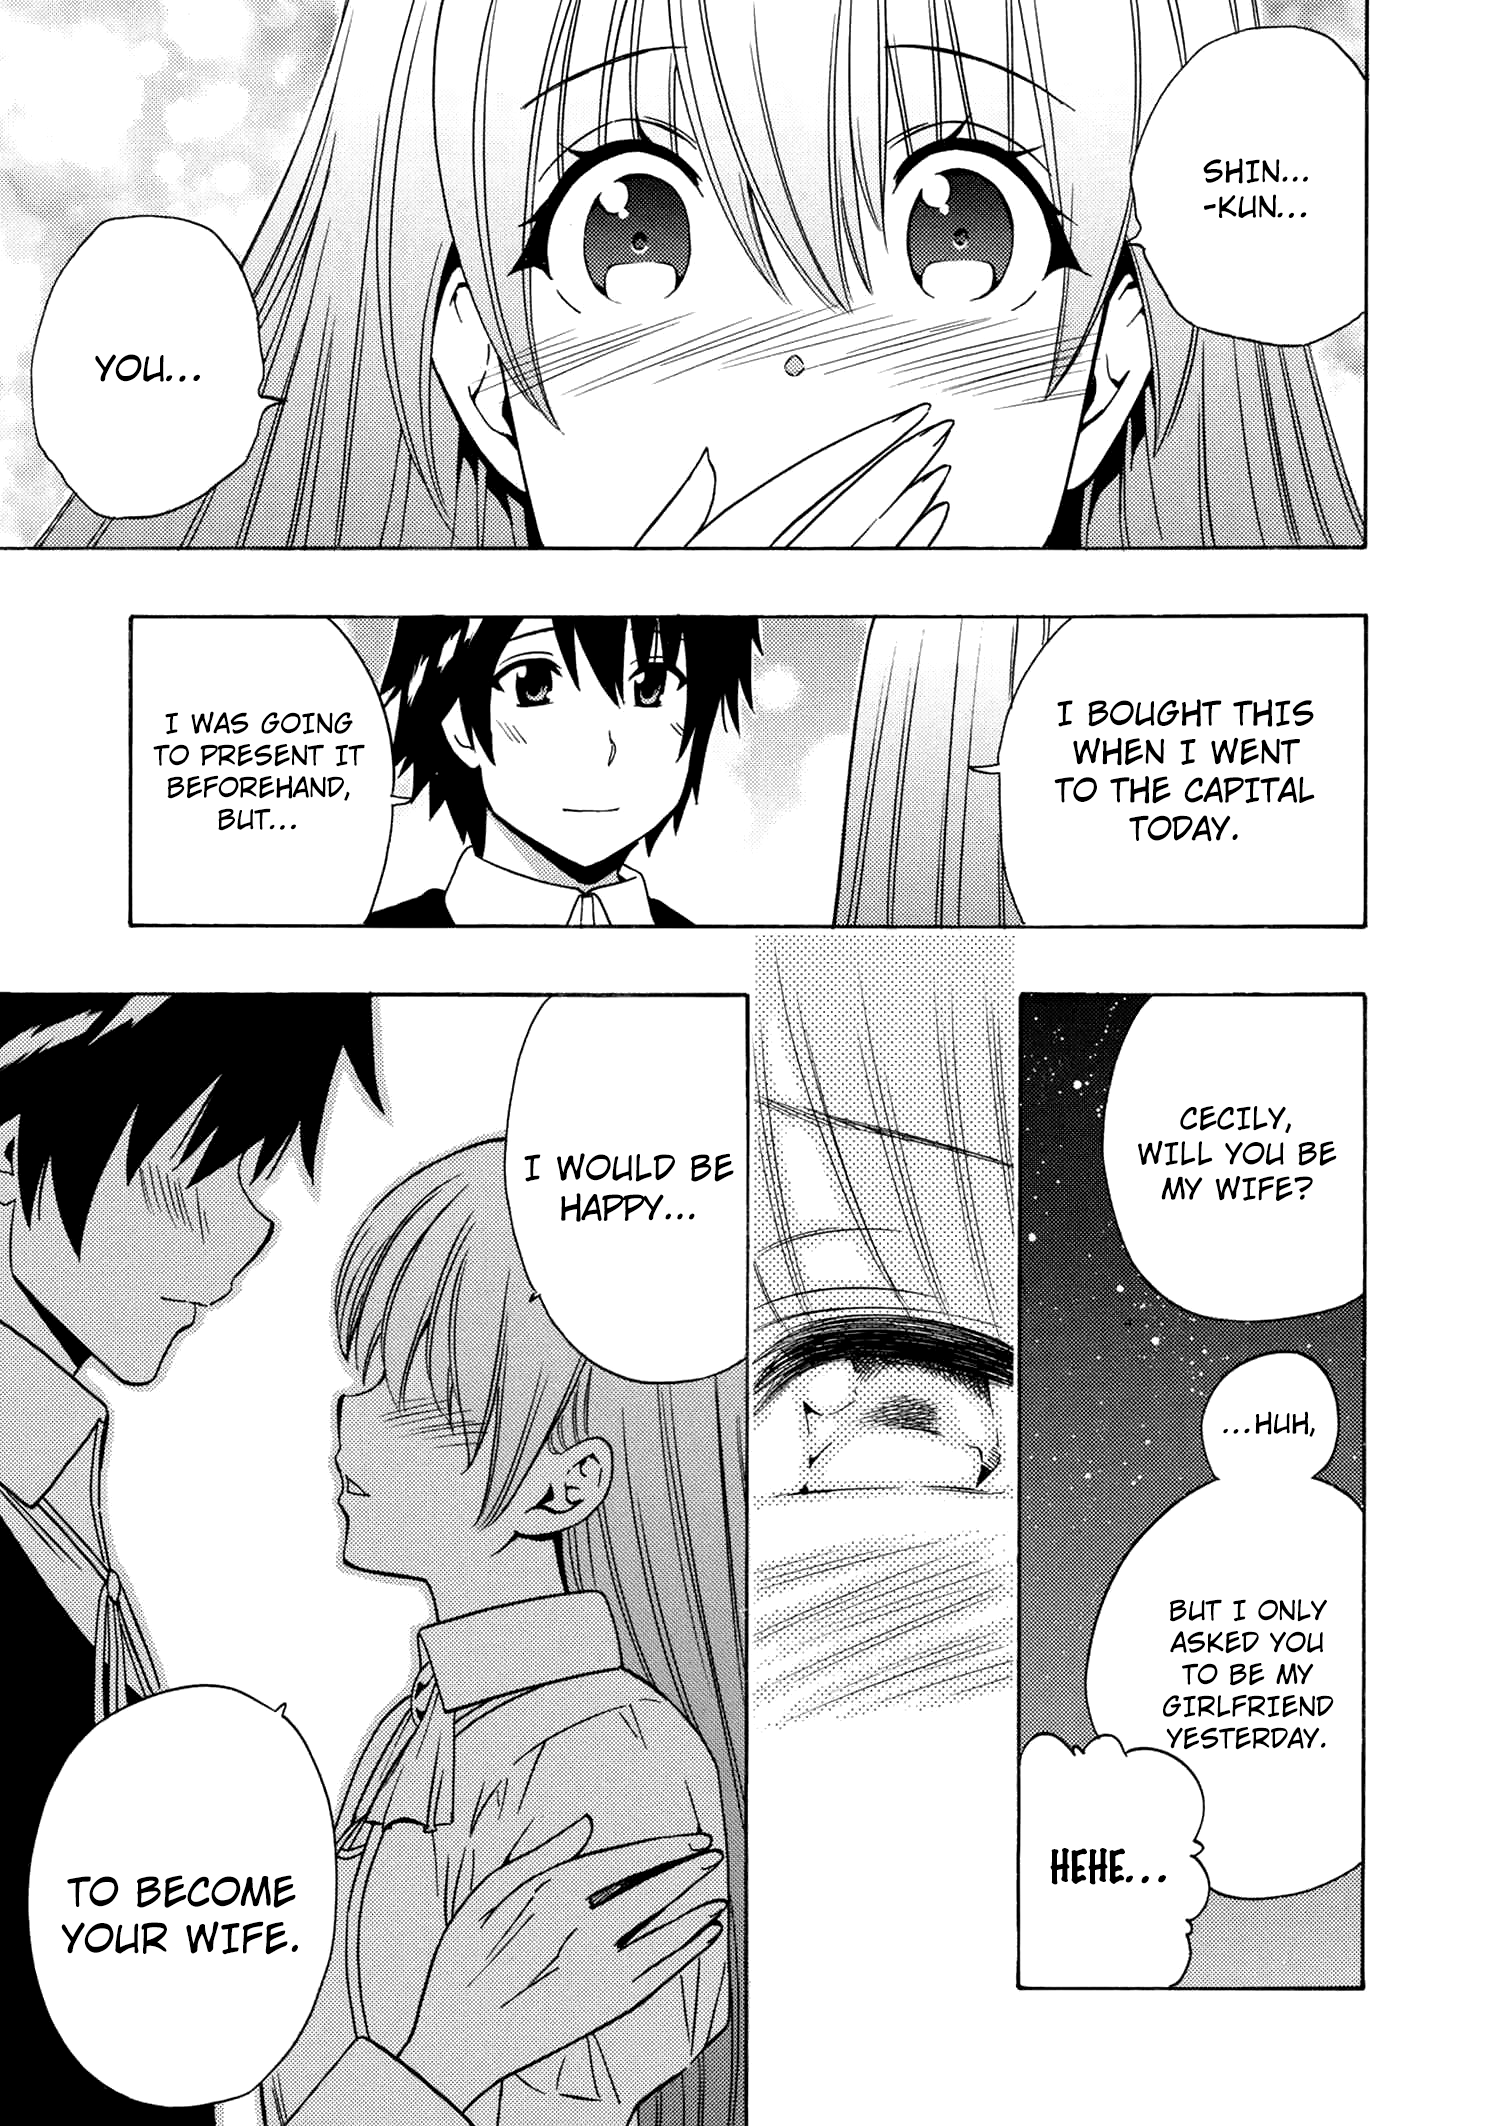 SHIN...
-KUN...
YOU...
I BOUGHT THIS
WHEN I WENT
TO THE CAPITAL
TODAY.
I WAS GOING
TO PRESENT IT
BEFOREHAND,
BUT...
CECILY,
WILL YOU BE
MY WIFE?
...HUH,
BUT I ONLY
ASKED YOU
TO BE MY
GIRLFRIEND
YESTERDAY.
HEHE...
I WOULD BE
HAPPY...
TO BECOME
YOUR WIFE.